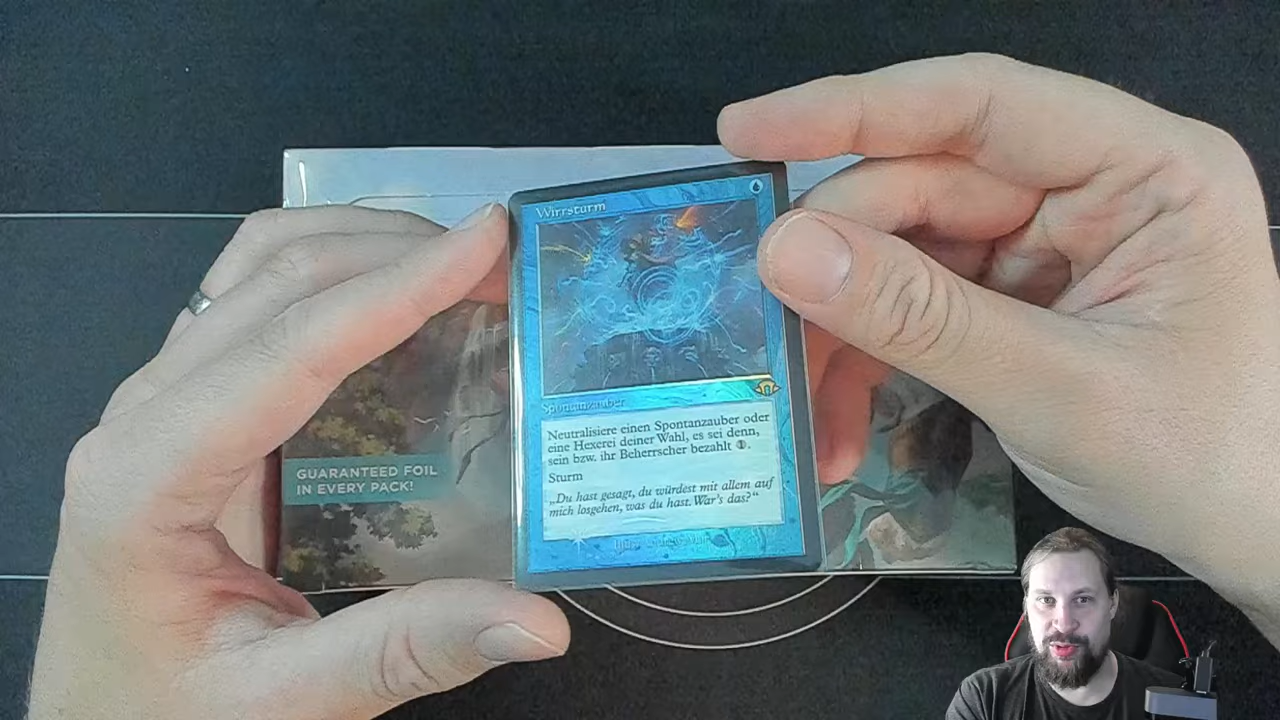 Wirrsturm
Spontanzauber
Neutralisiere einen Spontanzauber oder
eine Hexerei deiner Wahl, es sei denn,
sein bzw. ihr Beherrscher bezahlt 1.
Sturm
„Du hast gesagt, du würdest mit allem auf
mich losgehen, was du hast. War's das?“
GUARANTEED FOIL
IN EVERY PACK!